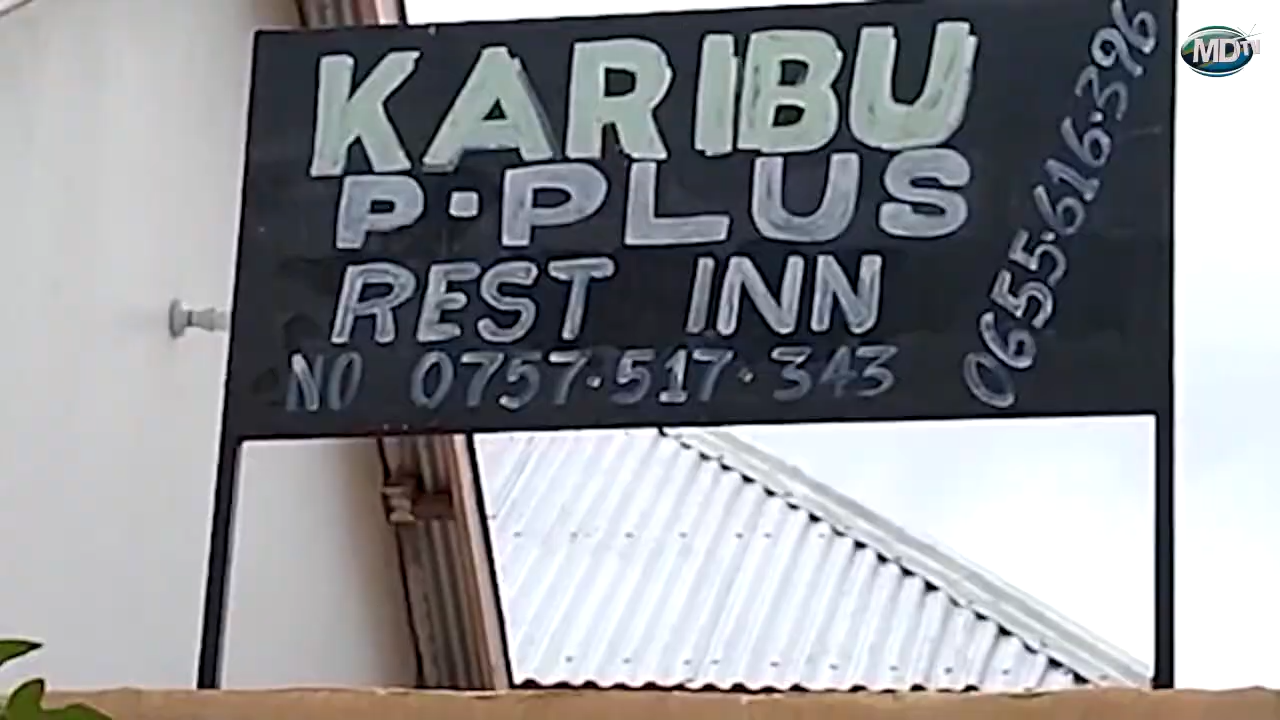 KARIBU
P·PLUS
REST INN
NO 0757·517·343
0655·616·396
MDTV